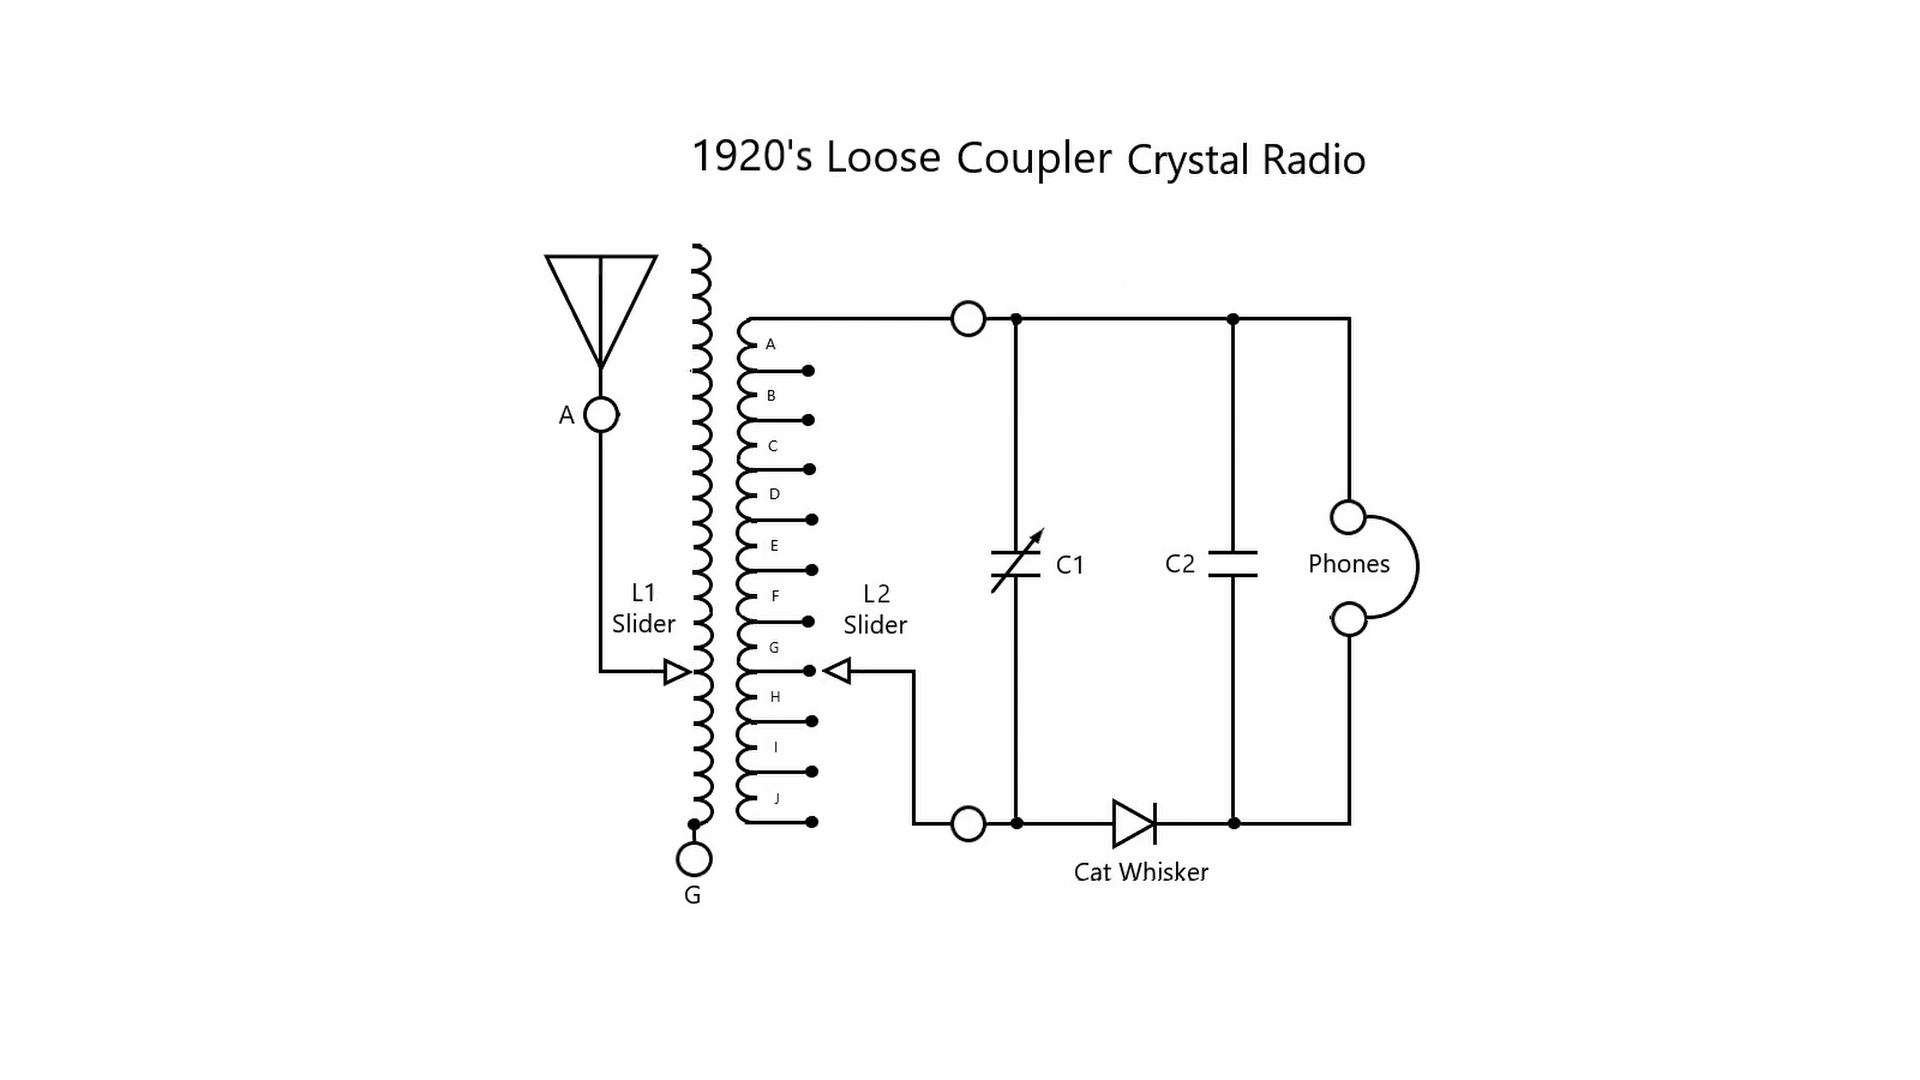 1920's Loose Coupler Crystal Radio
A
A
B
C
D
E
F
G
H
I
J
L1
Slider
L2
Slider
C1
C2
Phones
Cat Whisker
G